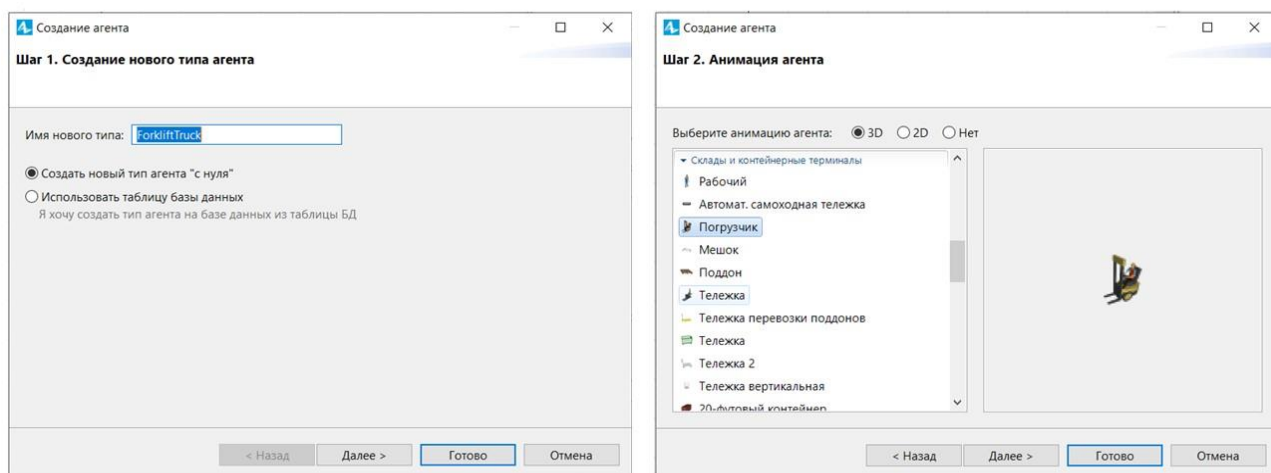 Создание агента
Шаг 1. Создание нового типа агента
Имя нового типа: ForkliftTruck
Создать новый тип агента "с нуля"
Использовать таблицу базы данных
Я хочу создать тип агента на базе данных из таблицы БД
< Назад Далее > Готово Отмена
Создание агента
Шаг 2. Анимация агента
Выберите анимацию агента: 3D 2D Нет
Склады и контейнерные терминалы
Рабочий
Автомат. самоходная тележка
Погрузчик
Мешок
Поддон
Тележка
Тележка перевозки поддонов
Тележка
Тележка 2
Тележка вертикальная
20-футовый контейнер
< Назад Далее > Готово Отмена